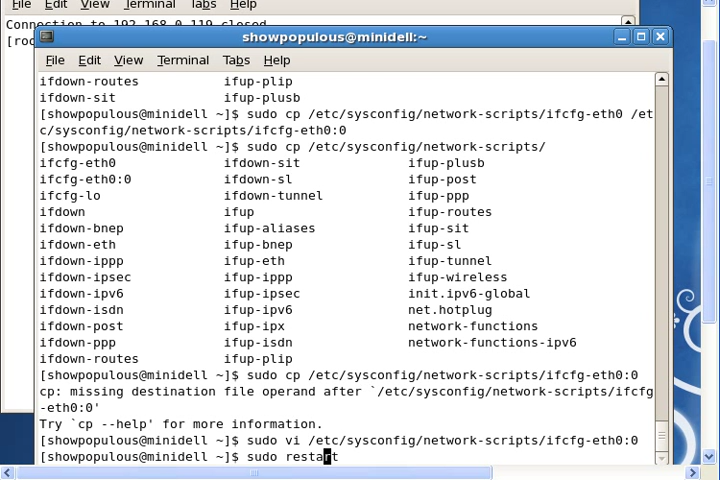 File Edit View Terminal Tabs Help
Connection to 192.168.0.119 closed.
[roo
showpopulous@minidell:~
File Edit View Terminal Tabs Help
ifdown-routes ifup-plip
ifdown-sit ifup-plusb
[showpopulous@minidell ~]$ sudo cp /etc/sysconfig/network-scripts/ifcfg-eth0 /et
c/sysconfig/network-scripts/ifcfg-eth0:0
[showpopulous@minidell ~]$ sudo cp /etc/sysconfig/network-scripts/
ifcfg-eth0 ifdown-sit ifup-plusb
ifcfg-eth0:0 ifdown-sl ifup-post
ifcfg-lo ifdown-tunnel ifup-ppp
ifdown ifup ifup-routes
ifdown-bnep ifup-aliases ifup-sit
ifdown-eth ifup-bnep ifup-sl
ifdown-ippp ifup-eth ifup-tunnel
ifdown-ipsec ifup-ippp ifup-wireless
ifdown-ipv6 ifup-ipsec init.ipv6-global
ifdown-isdn ifup-ipv6 net.hotplug
ifdown-post ifup-ipx network-functions
ifdown-ppp ifup-isdn network-functions-ipv6
ifdown-routes ifup-plip
[showpopulous@minidell ~]$ sudo cp /etc/sysconfig/network-scripts/ifcfg-eth0:0
cp: missing destination file operand after `/etc/sysconfig/network-scripts/ifcfg
-eth0:0'
Try `cp --help' for more information.
[showpopulous@minidell ~]$ sudo vi /etc/sysconfig/network-scripts/ifcfg-eth0:0
[showpopulous@minidell ~]$ sudo restart